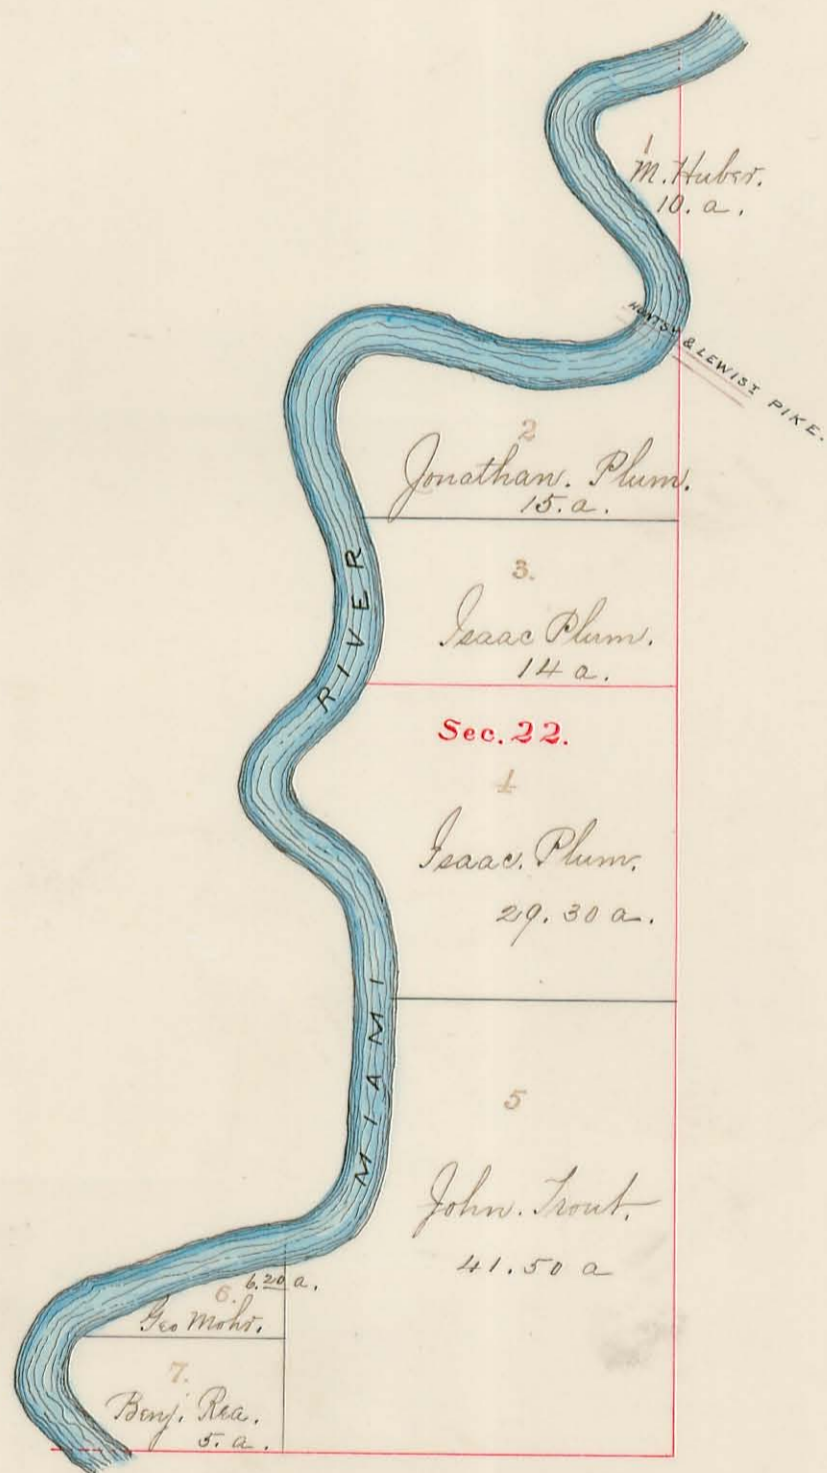 1
M. Huber.
10. a.
HUNTSV & LEWIST PIKE.
2
Jonathan. Plum.
15. a.
3.
Isaac Plum.
14 a.
Sec. 22.
4
Isaac. Plum.
29.30 a.
5
John. Trout.
41.50 a
MIAMI RIVER
6.20 a.
6.
Geo Mohr.
7.
Benj. Rea.
5. a.